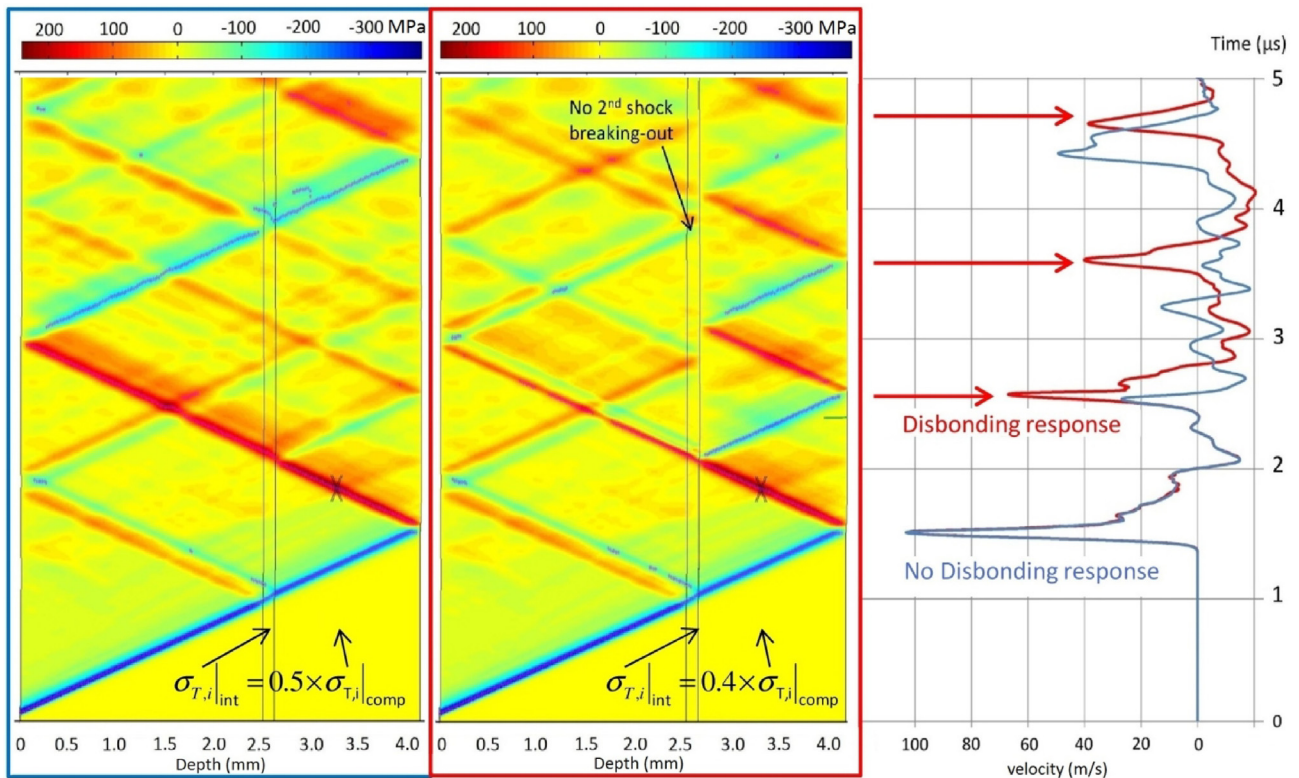 200 100 0 -100 -300 MPa
200 100 0 -100 -300 MPa
Time (μs)
5
No 2nd shock
breaking-out
4
3
Disbonding response
2
No Disbonding response
1
σT,i|int = 0.5×σT,i|comp
σT,i|int = 0.4×σT,i|comp
0
0 0.5 1.0 1.5 2.0 2.5 3.0 3.5 4.0
Depth (mm)
0 0.5 1.0 1.5 2.0 2.5 3.0 3.5 4.0
Depth (mm)
100 80 60 40 20 0
velocity (m/s)